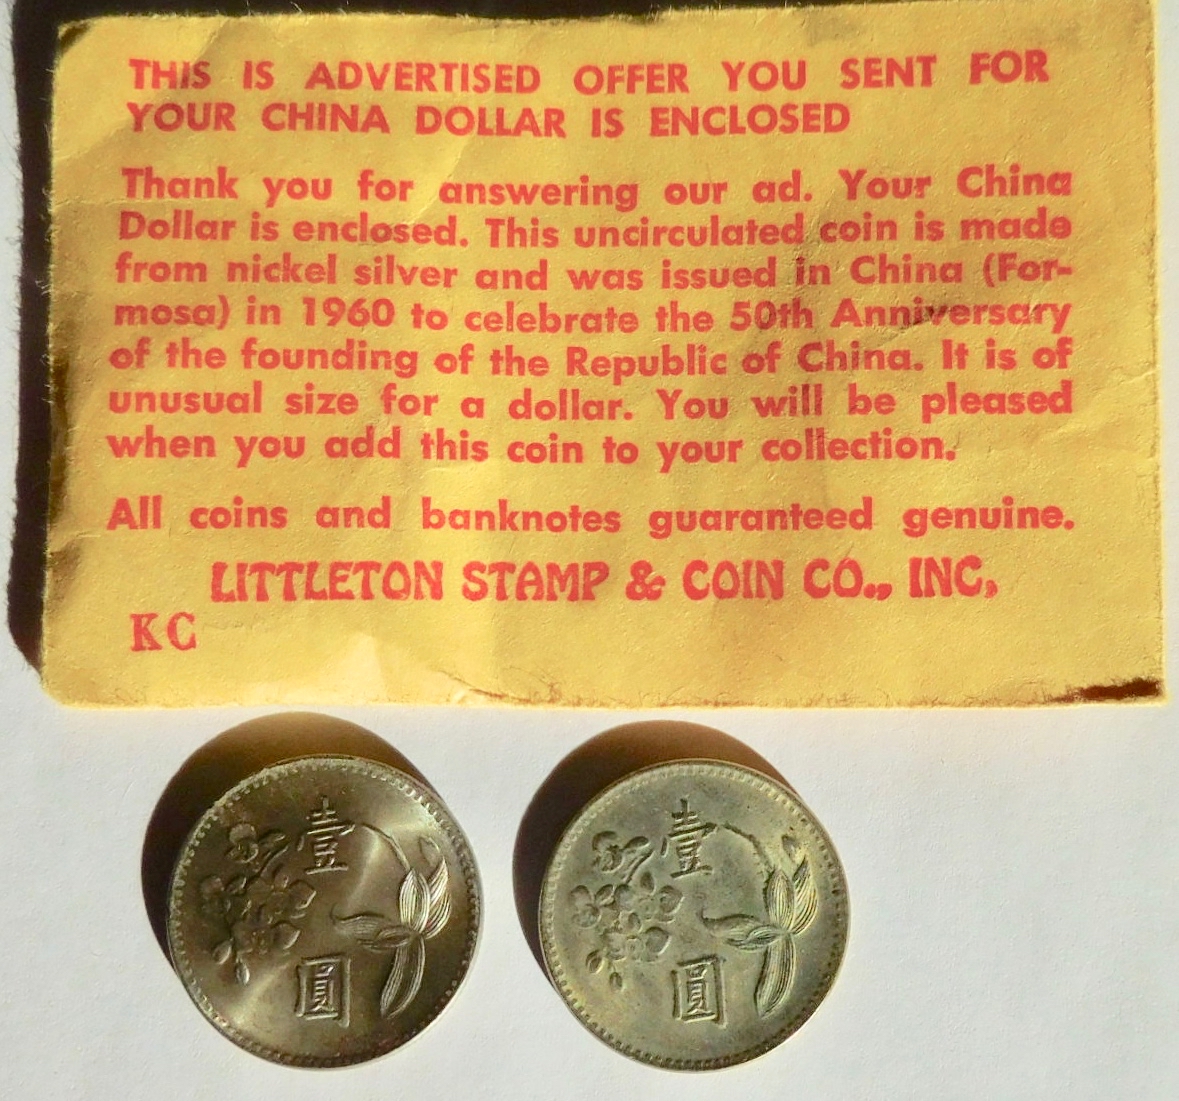 THIS IS ADVERTISED OFFER YOU SENT FOR
YOUR CHINA DOLLAR IS ENCLOSED
Thank you for answering our ad. Your China
Dollar is enclosed. This uncirculated coin is made
from nickel silver and was issued in China (For-
mosa) in 1960 to celebrate the 50th Anniversary
of the founding of the Republic of China. It is of
unusual size for a dollar. You will be pleased
when you add this coin to your collection.
All coins and banknotes guaranteed genuine.
LITTLETON STAMP & COIN CO., INC,
KC
壹
圓
壹
圓